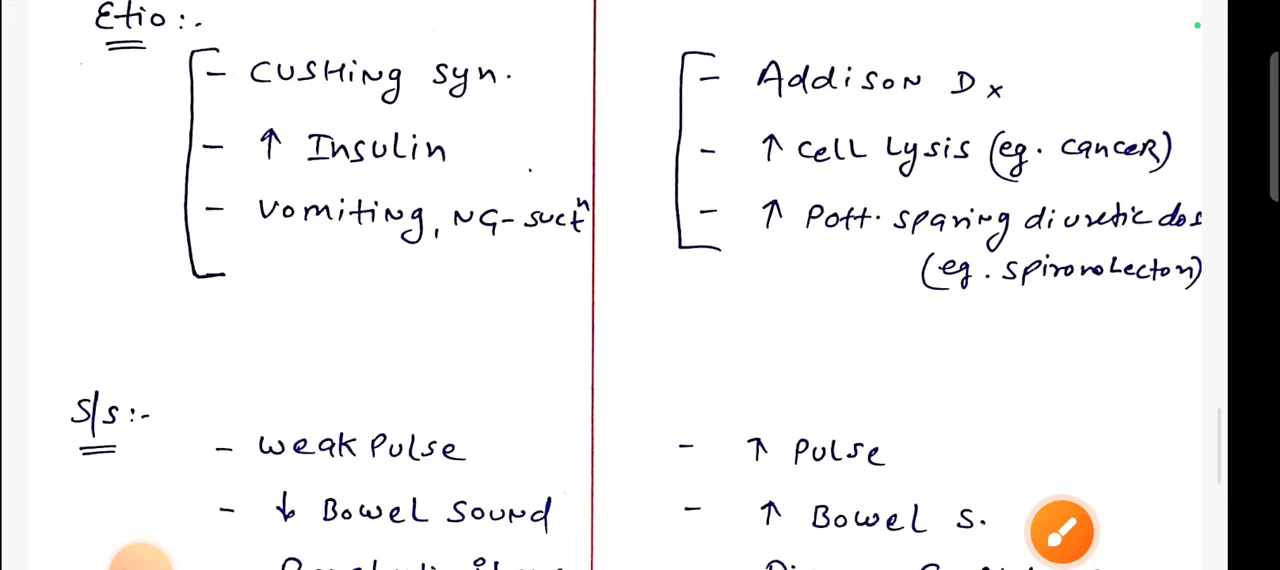 Etio :-
- CUSHING syn.
- ↑ Insulin
- Vomiting, NG-suctⁿ
- Addison Dx
- ↑ Cell Lysis (eg. cancer)
- ↑ Pott. sparing diuretic dos
(eg. spironolecton)
S/s :-
- weak Pulse
- ↓ Bowel Sound
- ↑ Pulse
- ↑ Bowel S.